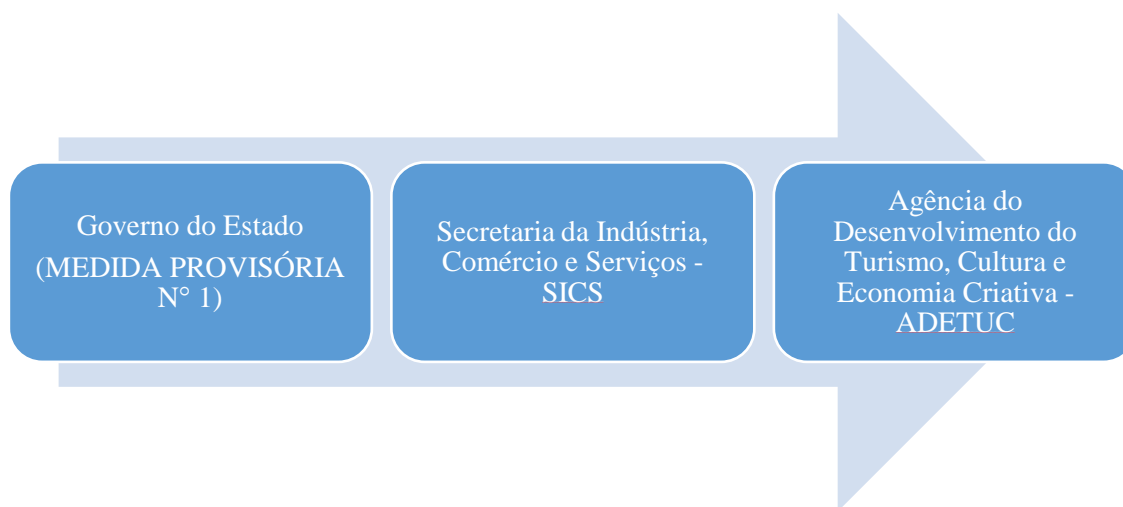 Governo do Estado
(MEDIDA PROVISÓRIA
N° 1)
Secretaria da Indústria,
Comércio e Serviços -
SICS
Agência do
Desenvolvimento do
Turismo, Cultura e
Economia Criativa -
ADETUC